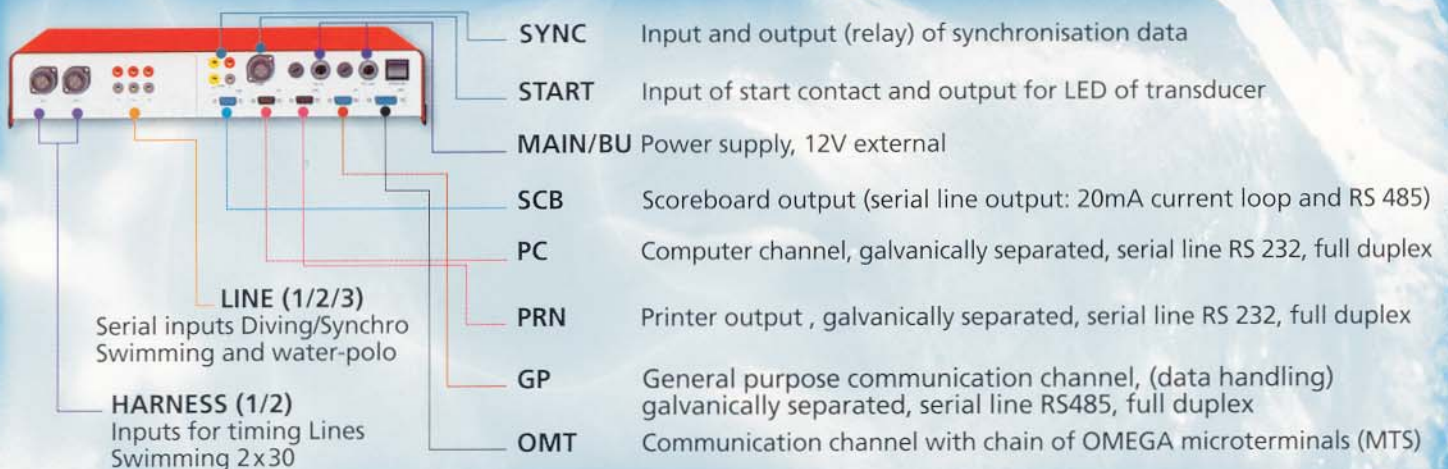 SYNC Input and output (relay) of synchronisation data
START Input of start contact and output for LED of transducer
MAIN/BU Power supply, 12V external
SCB Scoreboard output (serial line output: 20mA current loop and RS 485)
PC Computer channel, galvanically separated, serial line RS 232, full duplex
PRN Printer output , galvanically separated, serial line RS 232, full duplex
GP General purpose communication channel, (data handling)
galvanically separated, serial line RS485, full duplex
OMT Communication channel with chain of OMEGA microterminals (MTS)
LINE (1/2/3)
Serial inputs Diving/Synchro
Swimming and water-polo
HARNESS (1/2)
Inputs for timing Lines
Swimming 2x30